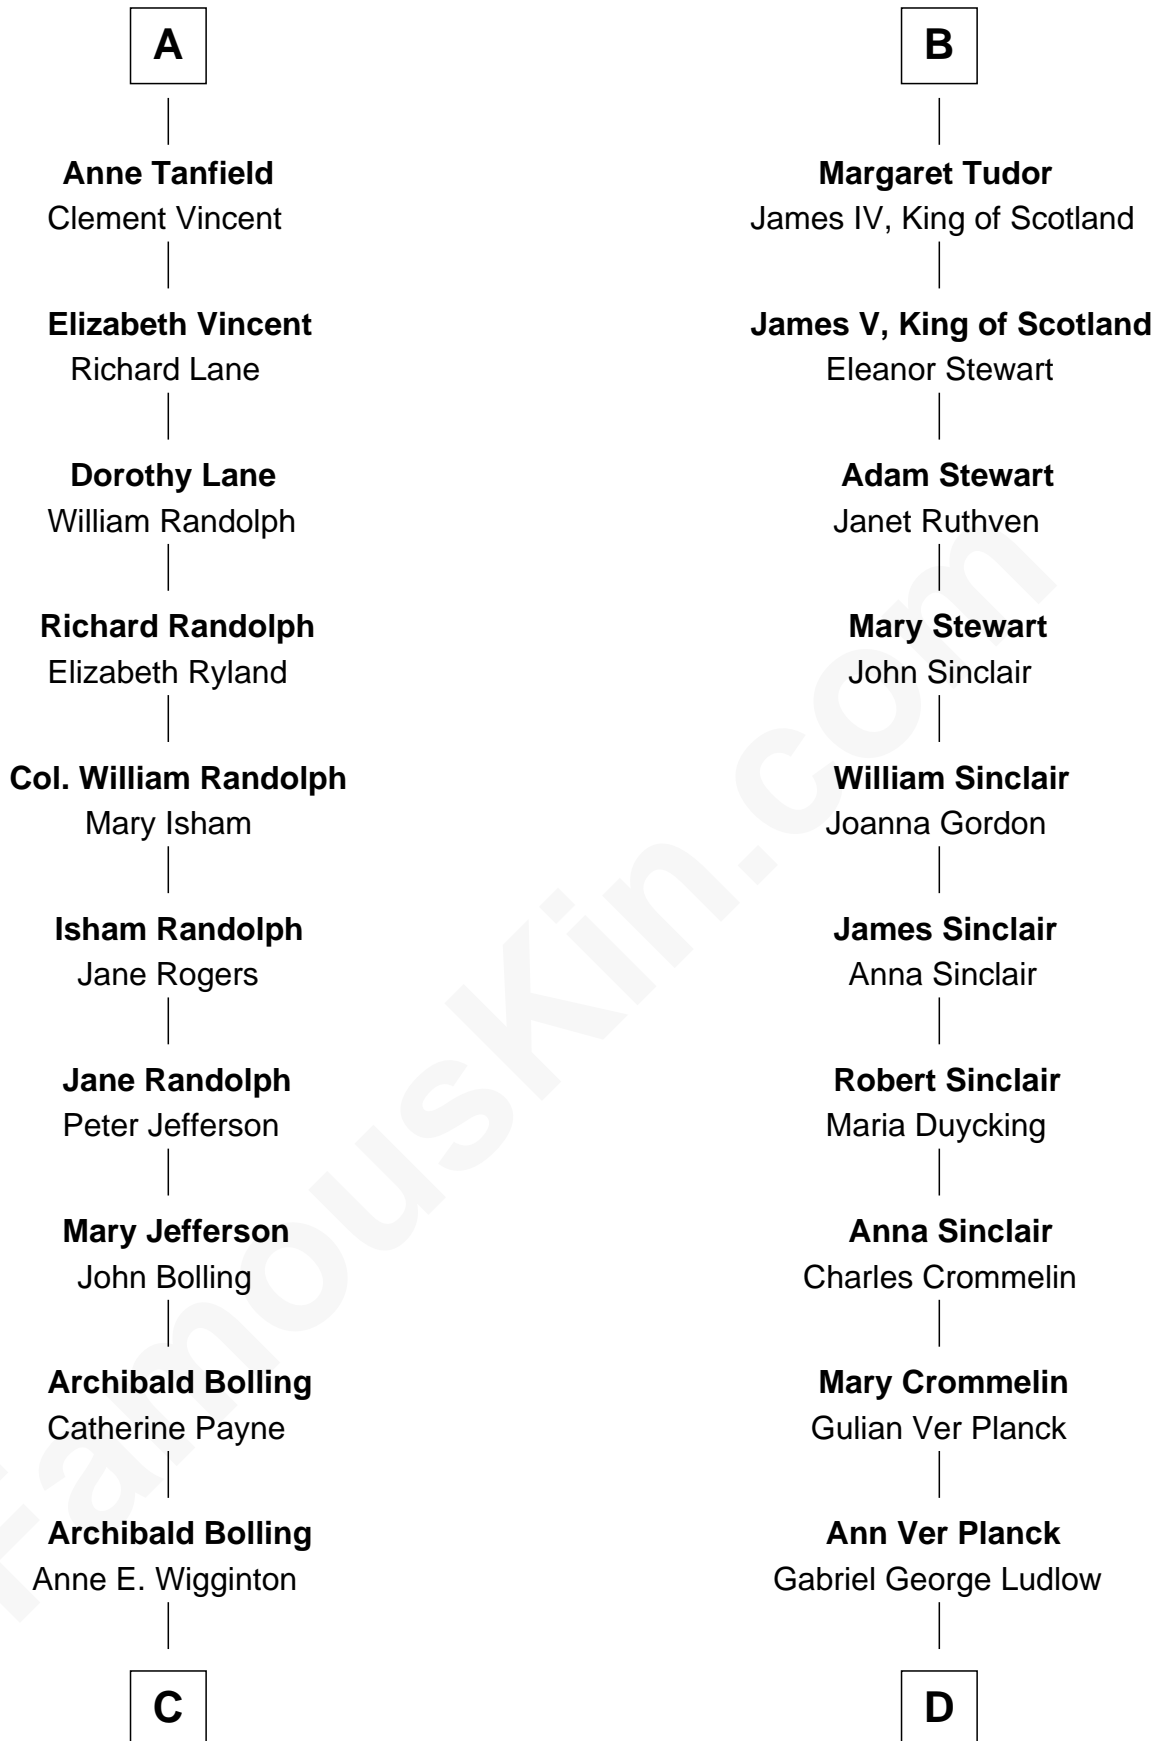 A
Anne Tanfield
Clement Vincent
Elizabeth Vincent
Richard Lane
Dorothy Lane
William Randolph
Richard Randolph
Elizabeth Ryland
Col. William Randolph
Mary Isham
Isham Randolph
Jane Rogers
Jane Randolph
Peter Jefferson
Mary Jefferson
John Bolling
Archibald Bolling
Catherine Payne
Archibald Bolling
Anne E. Wigginton
C
B
Margaret Tudor
James IV, King of Scotland
James V, King of Scotland
Eleanor Stewart
Adam Stewart
Janet Ruthven
Mary Stewart
John Sinclair
William Sinclair
Joanna Gordon
James Sinclair
Anna Sinclair
Robert Sinclair
Maria Duycking
Anna Sinclair
Charles Crommelin
Mary Crommelin
Gulian Ver Planck
Ann Ver Planck
Gabriel George Ludlow
D
FamousKin.com